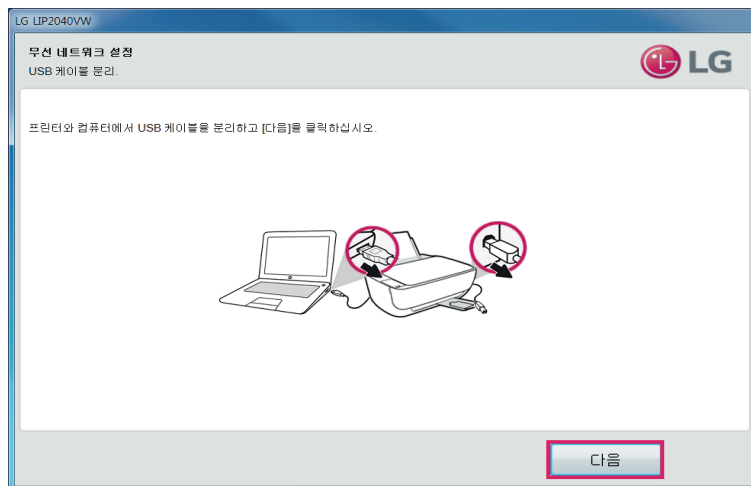 LG LIP2040VW
무선 네트워크 설정
USB 케이블 분리.
LG
프린터와 컴퓨터에서 USB 케이블을 분리하고 [다음]을 클릭하십시오.
다음